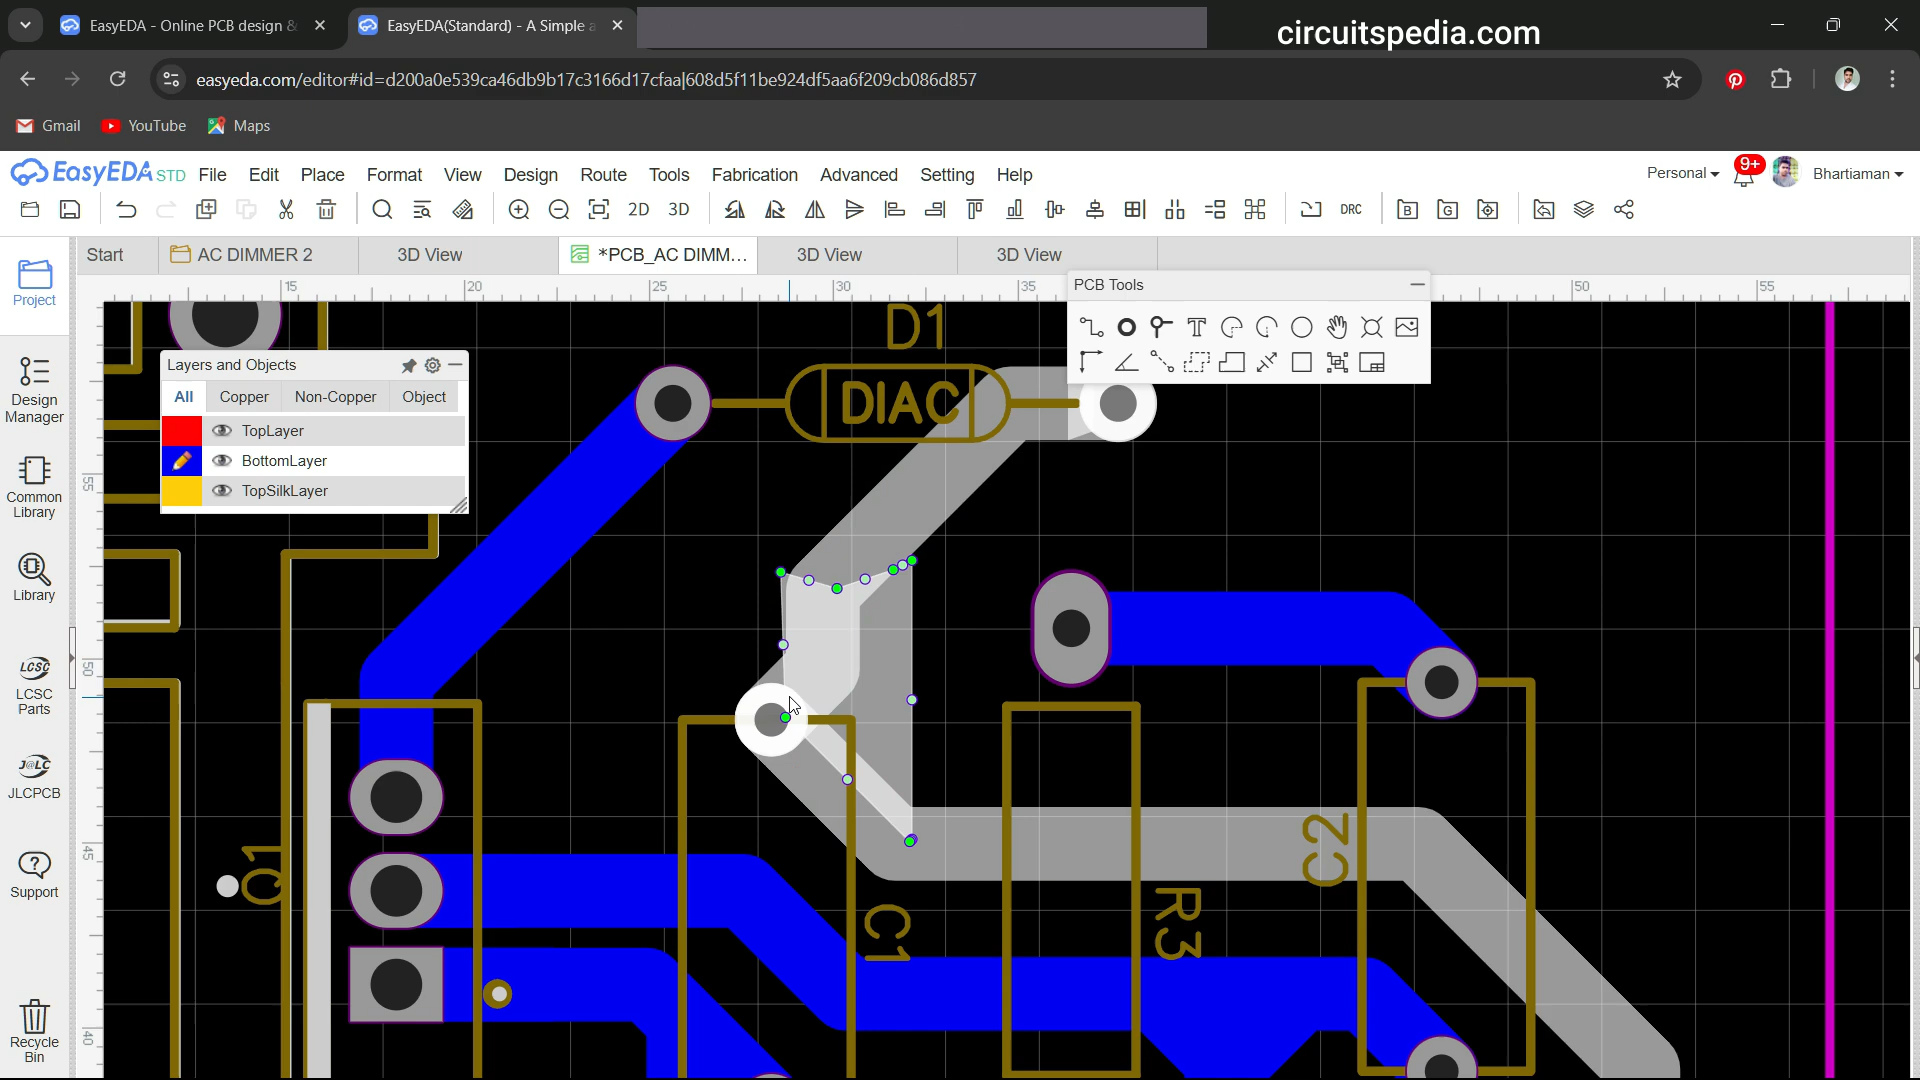 EasyEDA - Online PCB design &
EasyEDA(Standard) - A Simple a
circuitspedia.com
easyeda.com/editor#id=d200a0e539ca46db9b17c3166d17cfaa|608d5f11be924df5aa6f209cb086d857
Gmail YouTube Maps
EasyEDA STD File Edit Place Format View Design Route Tools Fabrication Advanced Setting Help Personal 9+ Bhartiaman
2D 3D DRC B G
Start AC DIMMER 2 3D View *PCB_AC DIMM... 3D View 3D View
15 20 25 30 35 50 55
PCB Tools
T
Project
Design
Manager
Common
Library
Library
LCSC
LCSC
Parts
J@LC
JLCPCB
Support
Recycle
Bin
Layers and Objects
All Copper Non-Copper Object
TopLayer
BottomLayer
TopSilkLayer
55
50
45
40
D1
DIAC
Q1
C1
R3
C2